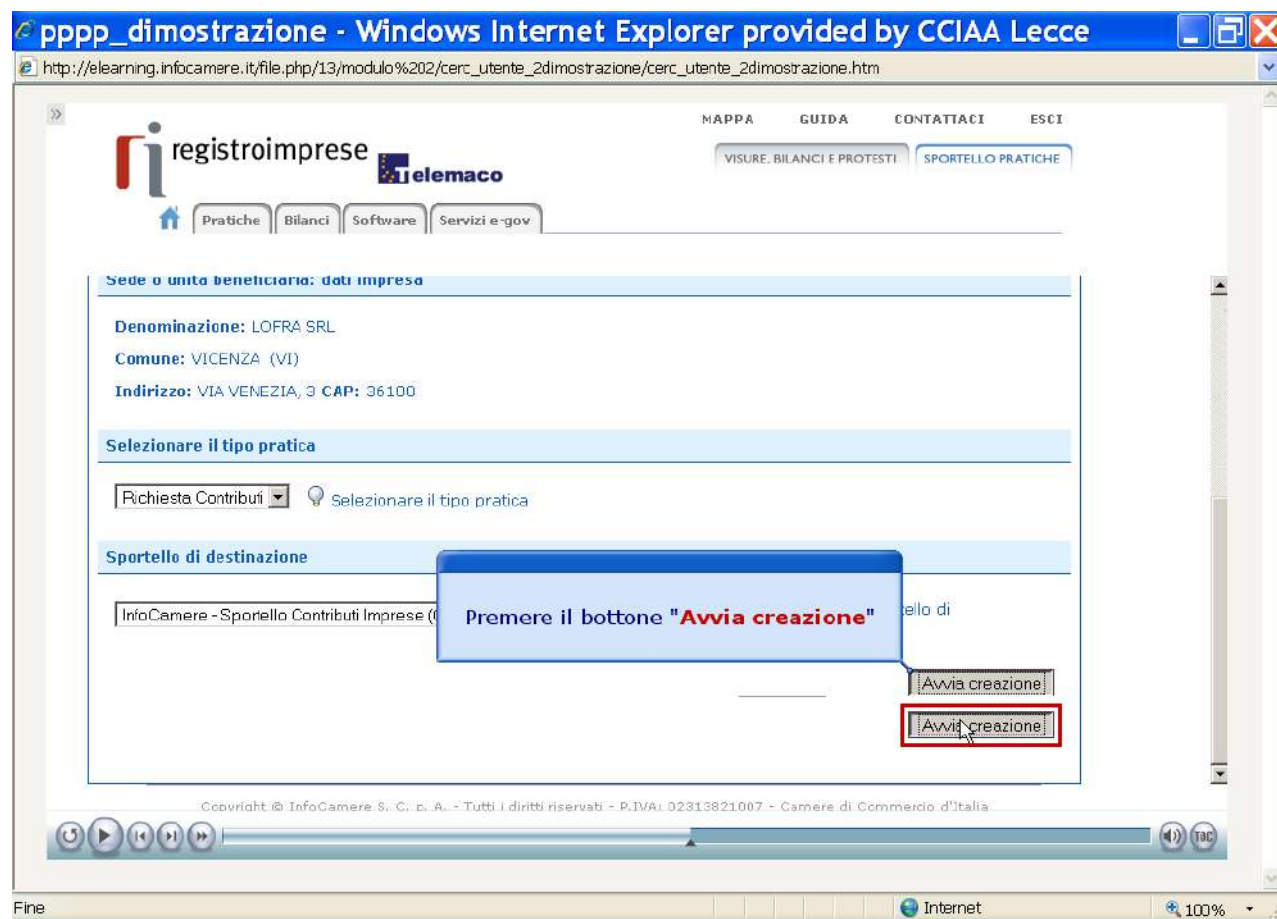 pppp_dimostrazione - Windows Internet Explorer provided by CCIAA Lecce
http://elearning.infocamere.it/file.php/13/modulo%202/cerc_utente_2dimostrazione/cerc_utente_2dimostrazione.htm
MAPPA GUIDA CONTATTACI ESCI
registroimprese
Telemaco
VISURE, BILANCI E PROTESTI SPORTELLO PRATICHE
Pratiche Bilanci Software Servizi e-gov
Sede o unità beneficiaria: dati impresa
Denominazione: LOFRA SRL
Comune: VICENZA (VI)
Indirizzo: VIA VENEZIA, 3 CAP: 36100
Selezionare il tipo pratica
Richiesta Contributi Selezionare il tipo pratica
Sportello di destinazione
InfoCamere - Sportello Contributi Imprese (
Premere il bottone "Avvia creazione"
ello di
Avvia creazione
Avvia creazione
Copyright © InfoCamere S. C. p. A. - Tutti i diritti riservati - P.IVA: 02313821007 - Camere di Commercio d'Italia
TOC
Fine Internet 100%